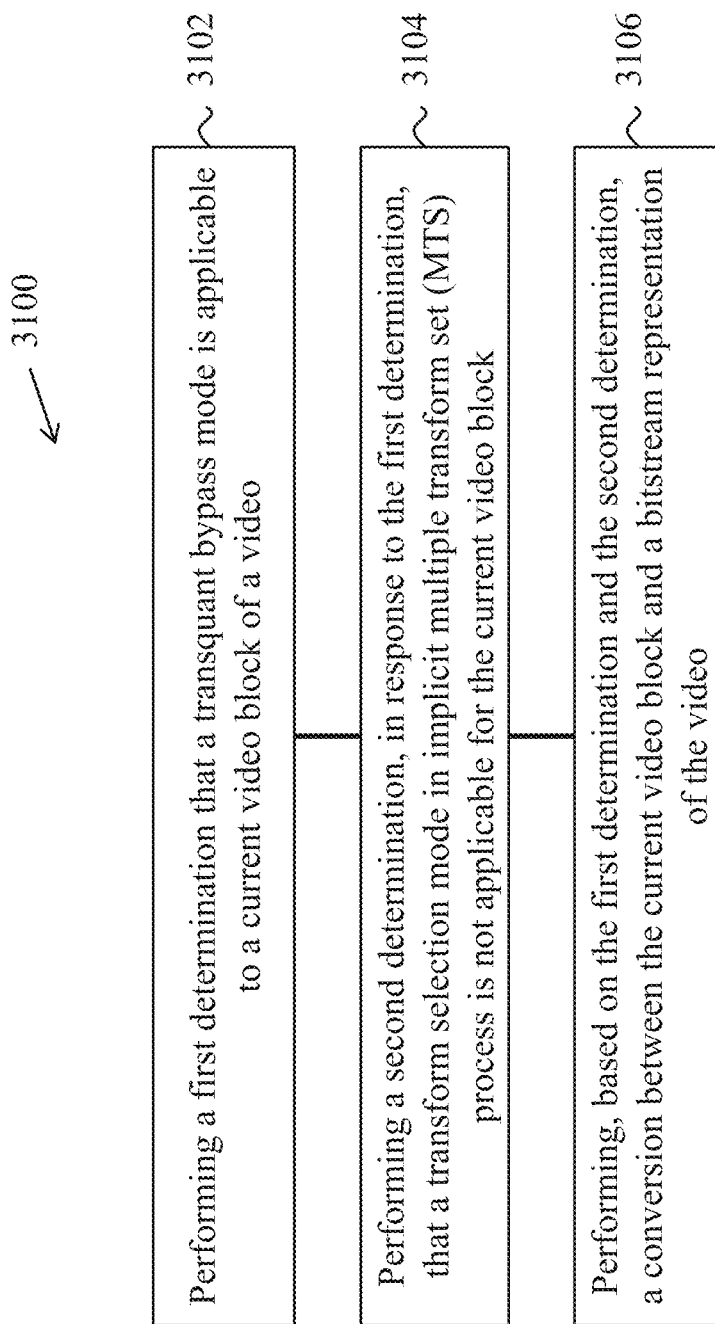 3100
Performing a first determination that a transquant bypass mode is applicable
to a current video block of a video
3102
Performing a second determination, in response to the first determination,
that a transform selection mode in implicit multiple transform set (MTS)
process is not applicable for the current video block
3104
Performing, based on the first determination and the second determination,
a conversion between the current video block and a bitstream representation
of the video
3106